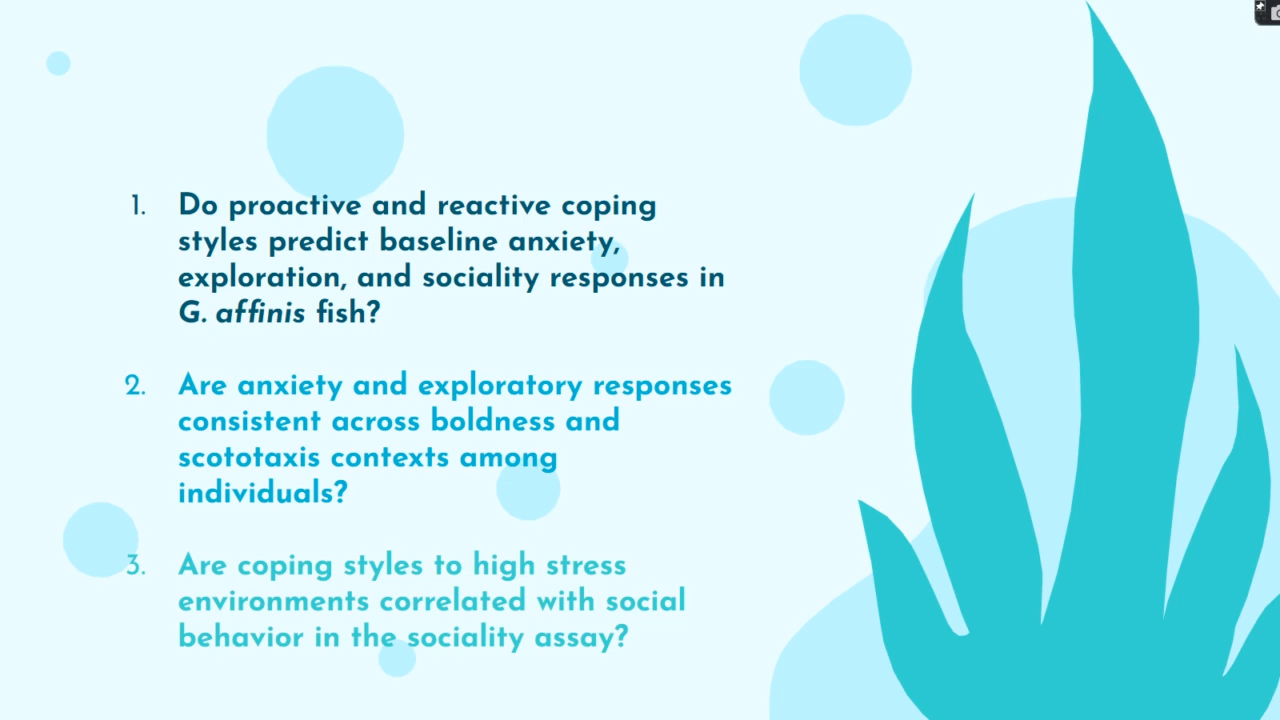 1. Do proactive and reactive coping
styles predict baseline anxiety,
exploration, and sociality responses in
G. affinis fish?
2. Are anxiety and exploratory responses
consistent across boldness and
scototaxis contexts among
individuals?
3. Are coping styles to high stress
environments correlated with social
behavior in the sociality assay?